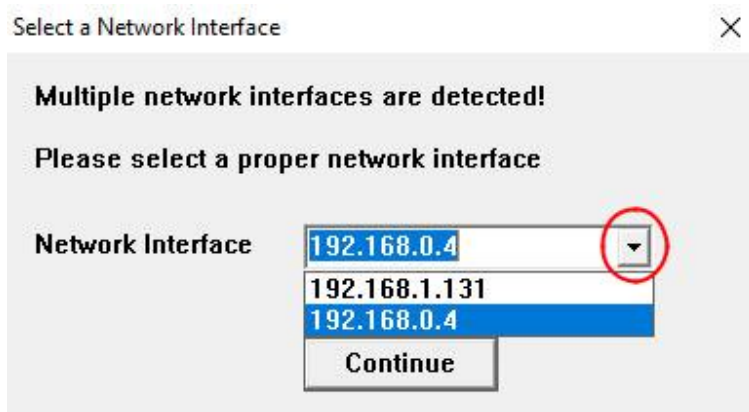 Select a Network Interface
Multiple network interfaces are detected!
Please select a proper network interface
Network Interface 192.168.0.4
192.168.1.131
192.168.0.4
Continue